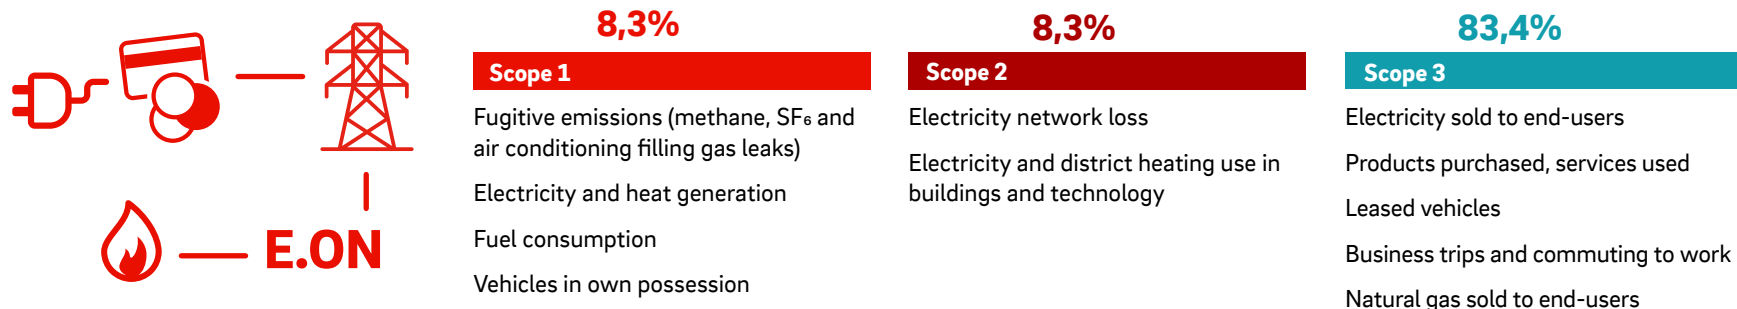 8,3%
Scope 1
Fugitive emissions (methane, SF₆ and
air conditioning filling gas leaks)
Electricity and heat generation
Fuel consumption
Vehicles in own possession
8,3%
Scope 2
Electricity network loss
Electricity and district heating use in
buildings and technology
83,4%
Scope 3
Electricity sold to end-users
Products purchased, services used
Leased vehicles
Business trips and commuting to work
Natural gas sold to end-users
E.ON